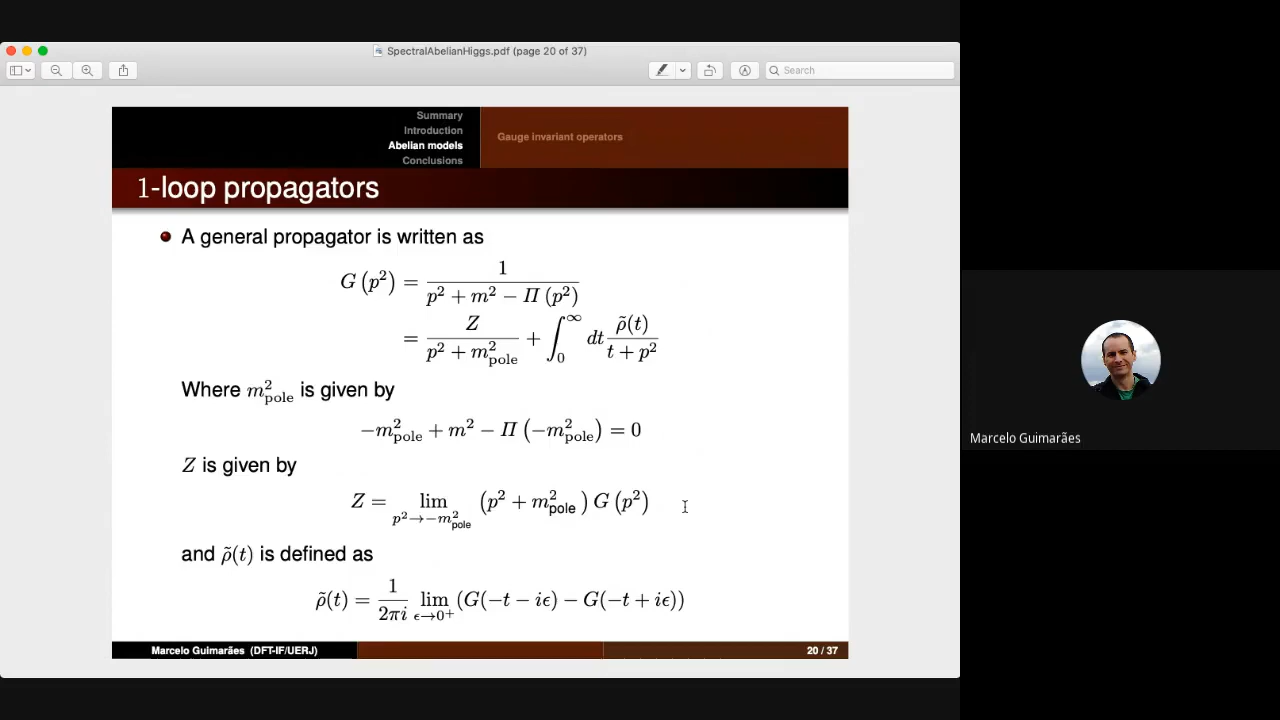 SpectralAbelianHiggs.pdf (page 20 of 37)
Search
Summary
Introduction
Abelian models
Conclusions
Gauge invariant operators
1-loop propagators
A general propagator is written as
G (p²) = 1 / (p² + m² − Π (p²))
= Z / (p² + m²_pole) + ∫₀^∞ dt ρ̃(t) / (t + p²)
Where m²_pole is given by
−m²_pole + m² − Π (−m²_pole) = 0
Z is given by
Z = lim_{p²→−m²_pole} (p² + m²_pole) G (p²)
and ρ̃(t) is defined as
ρ̃(t) = 1/(2πi) lim_{ϵ→0⁺} (G(−t − iϵ) − G(−t + iϵ))
Marcelo Guimarães (DFT-IF/UERJ)
20 / 37
Marcelo Guimarães